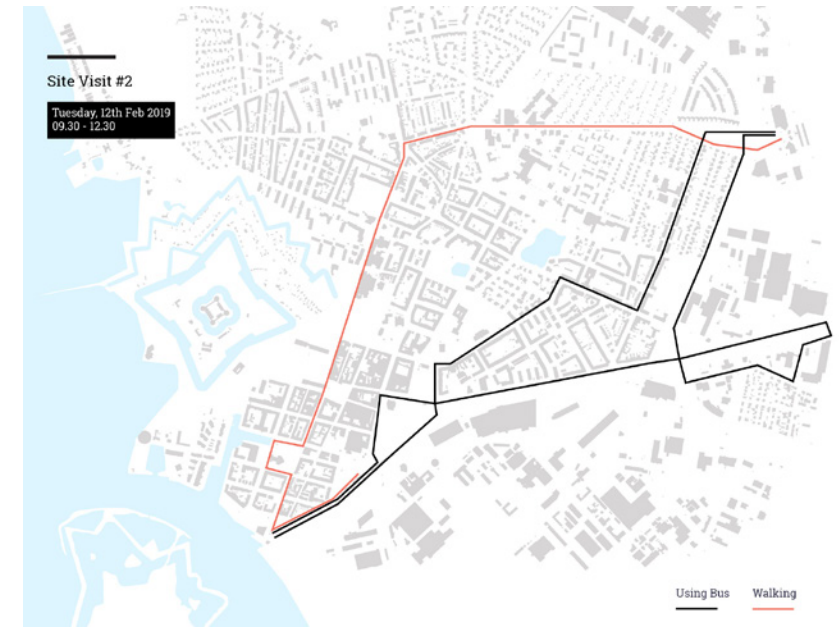 Site Visit #2
Tuesday, 12th Feb 2019
09.30 - 12.30
Using Bus
Walking